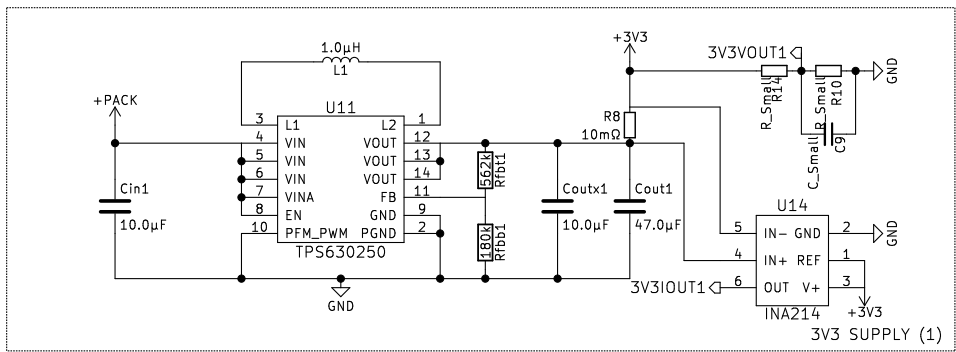 +3V3
3V3VOUT1
GND
R_Small
R14
R_Small
R10
C_Small
C9
1.0µH
L1
+PACK
U11
3 L1 L2 1
4 VIN VOUT 12
5 VIN VOUT 13
6 VIN VOUT 14
7 VINA FB 11
8 EN GND 9
10 PFM_PWM PGND 2
TPS630250
Cin1
10.0µF
562k
Rfbt1
180k
Rfbb1
Coutx1
10.0µF
Cout1
47.0µF
R8
10mΩ
GND
U14
5 IN- GND 2
GND
4 IN+ REF 1
3V3IOUT1 6 OUT V+ 3
INA214
+3V3
3V3 SUPPLY (1)